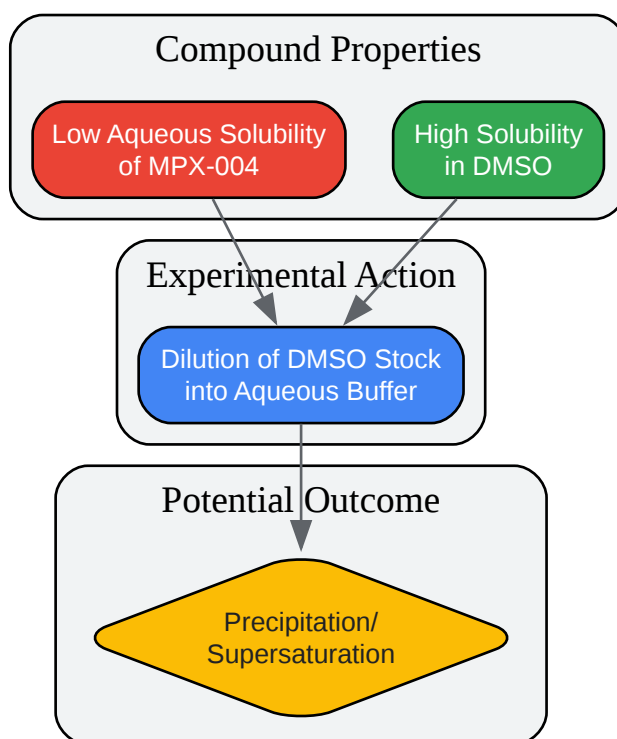 Compound Properties
Low Aqueous Solubility
of MPX-004
High Solubility
in DMSO
Experimental Action
Dilution of DMSO Stock
into Aqueous Buffer
Potential Outcome
Precipitation/
Supersaturation